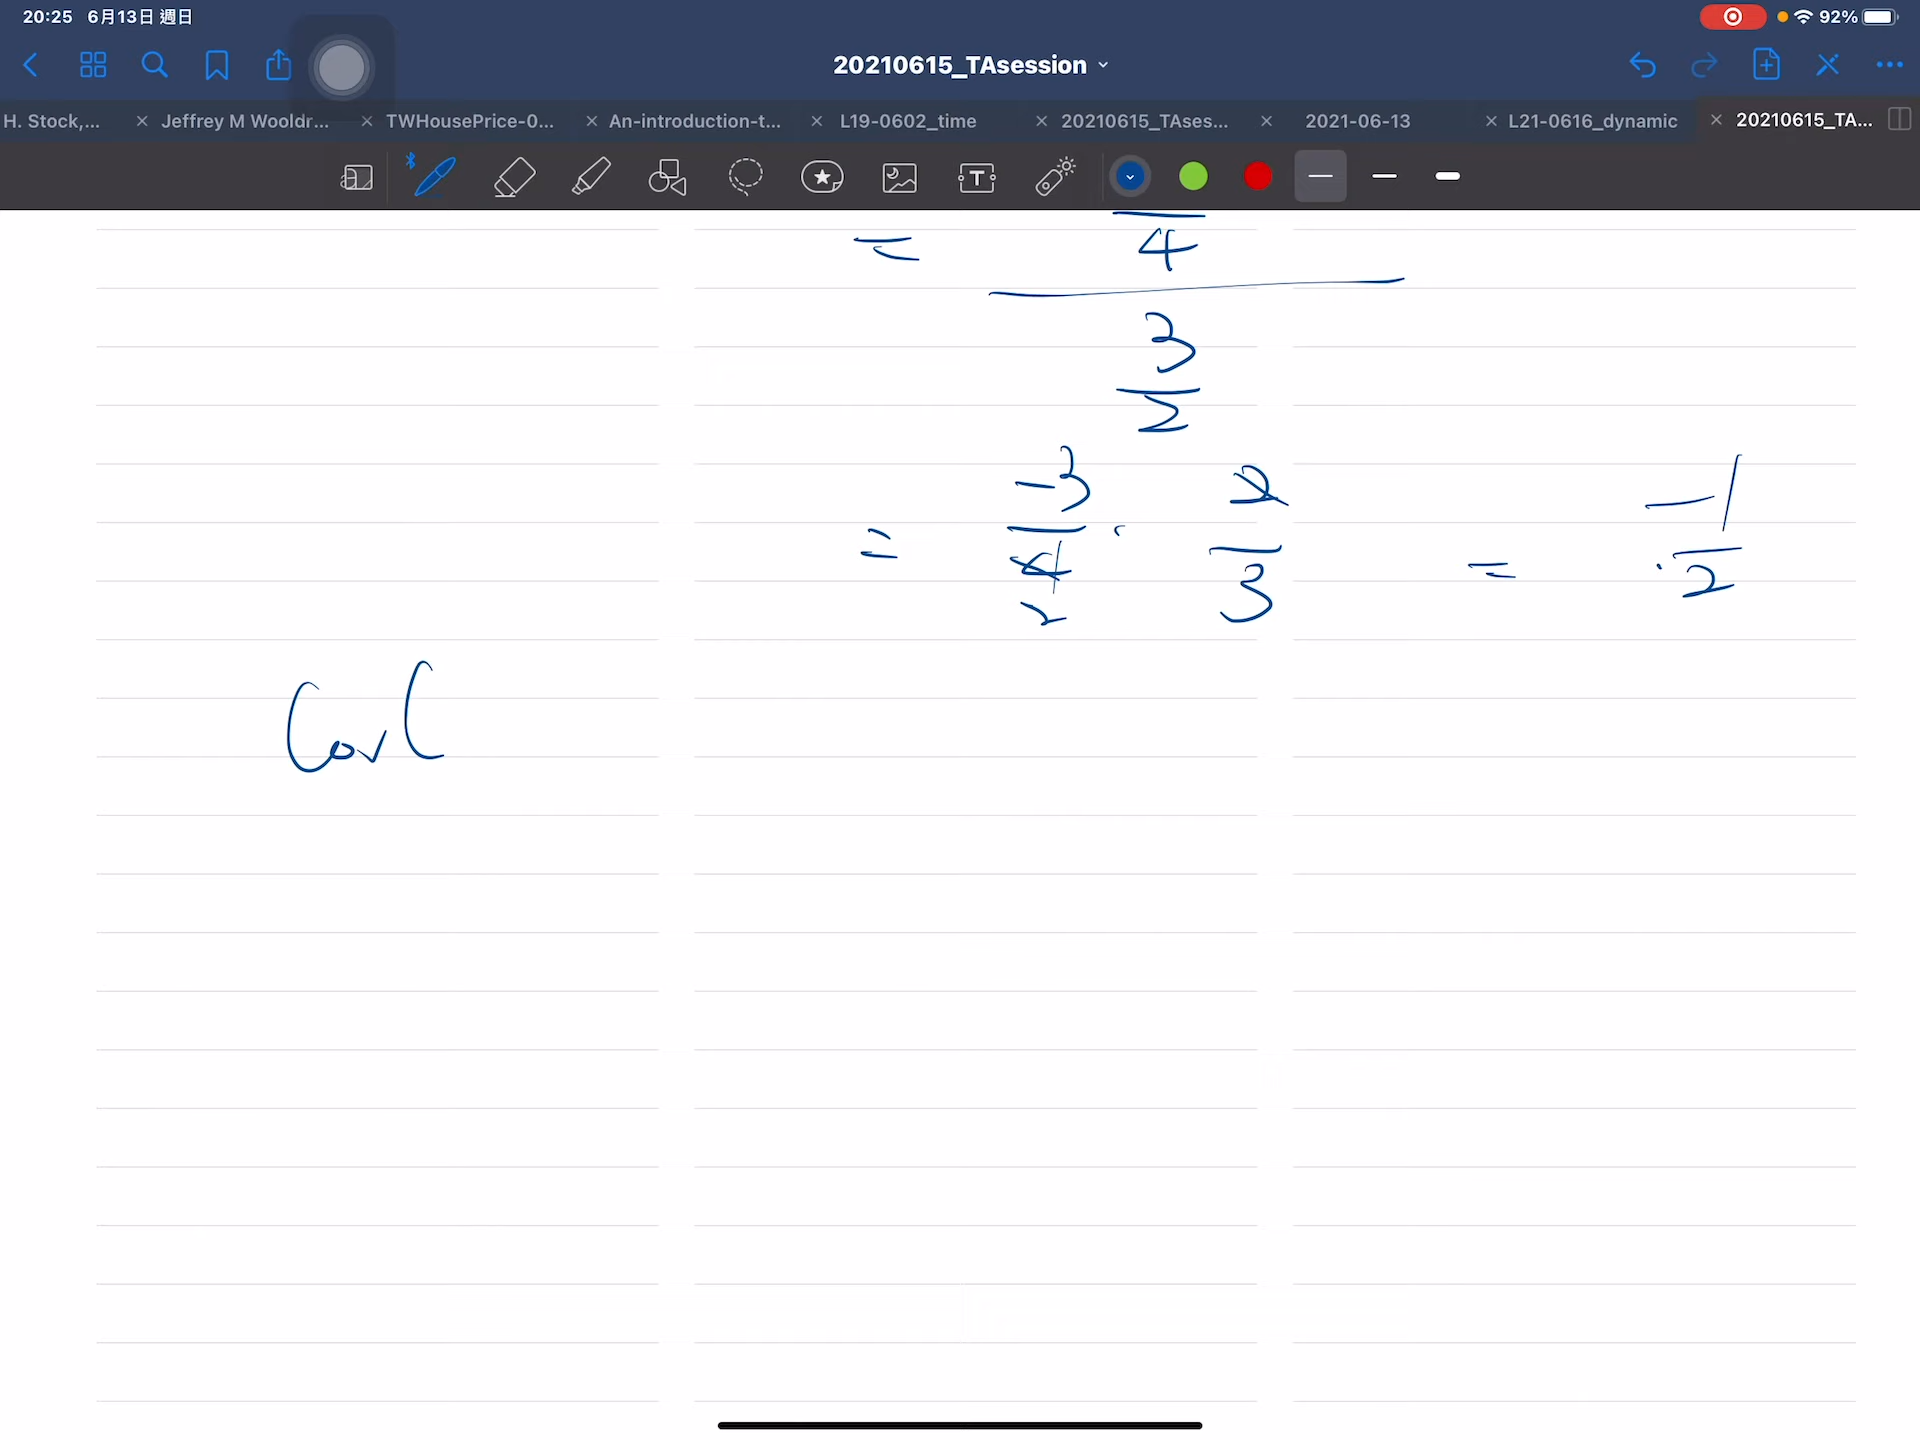 20:25 6月13日 週日 92%
20210615_TAsession
H. Stock,... × Jeffrey M Wooldr... × TWHousePrice-0... × An-introduction-t... × L19-0602_time × 20210615_TAses... × 2021-06-13 × L21-0616_dynamic × 20210615_TA...
= 4
3
2
= -3/4 · 2/3 = -1/2
2
Cov(